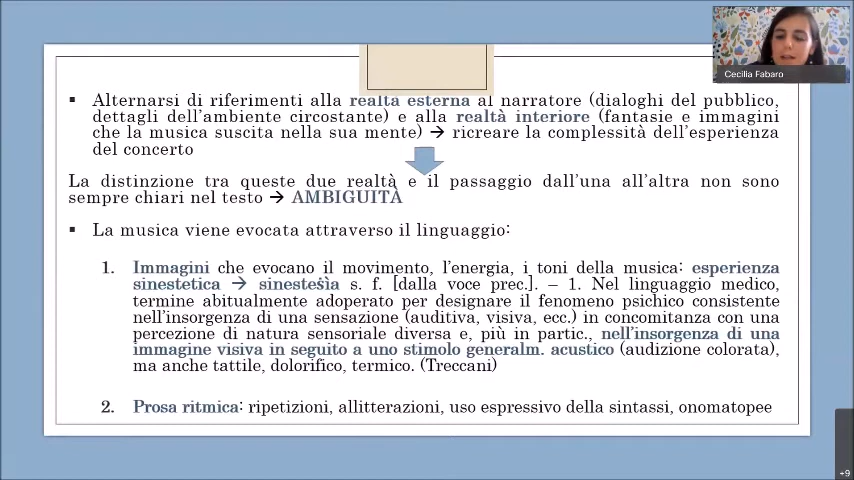 Cecilia Fabaro
▪ Alternarsi di riferimenti alla realtà esterna al narratore (dialoghi del pubblico,
dettagli dell'ambiente circostante) e alla realtà interiore (fantasie e immagini
che la musica suscita nella sua mente) → ricreare la complessità dell'esperienza
del concerto
La distinzione tra queste due realtà e il passaggio dall'una all'altra non sono
sempre chiari nel testo → AMBIGUITÀ
▪ La musica viene evocata attraverso il linguaggio:
1. Immagini che evocano il movimento, l'energia, i toni della musica: esperienza
sinestetica → sinesteṡìa s. f. [dalla voce prec.]. – 1. Nel linguaggio medico,
termine abitualmente adoperato per designare il fenomeno psichico consistente
nell'insorgenza di una sensazione (auditiva, visiva, ecc.) in concomitanza con una
percezione di natura sensoriale diversa e, più in partic., nell'insorgenza di una
immagine visiva in seguito a uno stimolo generalm. acustico (audizione colorata),
ma anche tattile, dolorifico, termico. (Treccani)
2. Prosa ritmica: ripetizioni, allitterazioni, uso espressivo della sintassi, onomatopee
+9